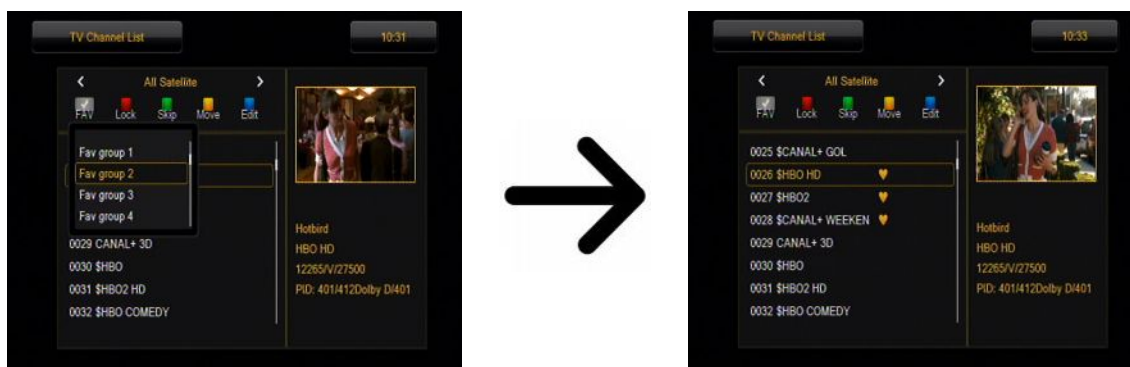 TV Channel List
10:31
All Satellite
FAV Lock Skip Move Edit
Fav group 1
Fav group 2
Fav group 3
Fav group 4
0029 CANAL+ 3D
0030 $HBO
0031 $HBO2 HD
0032 $HBO COMEDY
Hotbird
HBO HD
12265/V/27500
PID: 401/412Dolby D/401
TV Channel List
10:33
All Satellite
FAV Lock Skip Move Edit
0025 $CANAL+ GOL
0026 $HBO HD
0027 $HBO2
0028 $CANAL+ WEEKEN
0029 CANAL+ 3D
0030 $HBO
0031 $HBO2 HD
0032 $HBO COMEDY
Hotbird
HBO HD
12265/V/27500
PID: 401/412Dolby D/401